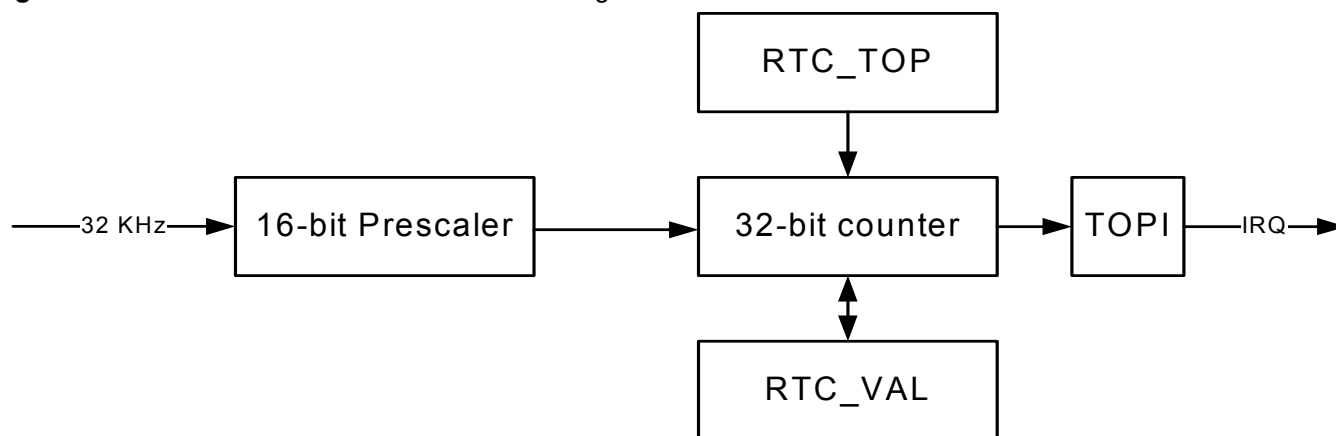 RTC_TOP
32 KHz
16-bit Prescaler
32-bit counter
TOPI
IRQ
RTC_VAL